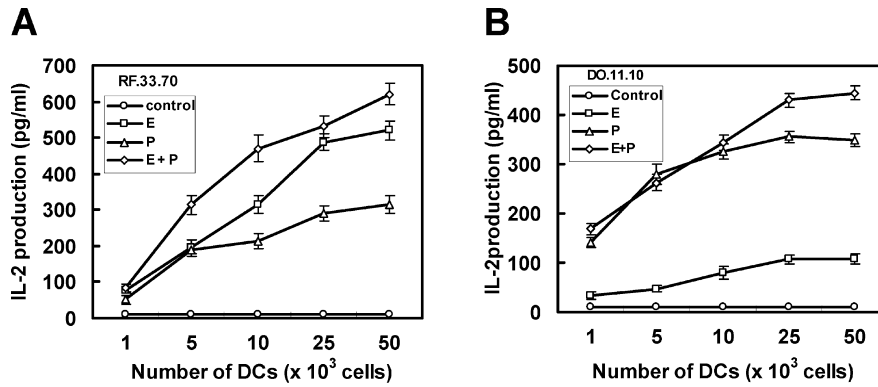 A
RF.33.70
control
E
P
E + P
IL-2 production (pg/ml)
700
600
500
400
300
200
100
0
1 5 10 25 50
Number of DCs (x 10³ cells)
B
DO.11.10
Control
E
P
E+P
IL-2production (pg/ml)
500
400
300
200
100
0
1 5 10 25 50
Number of DCs (x 10³ cells)